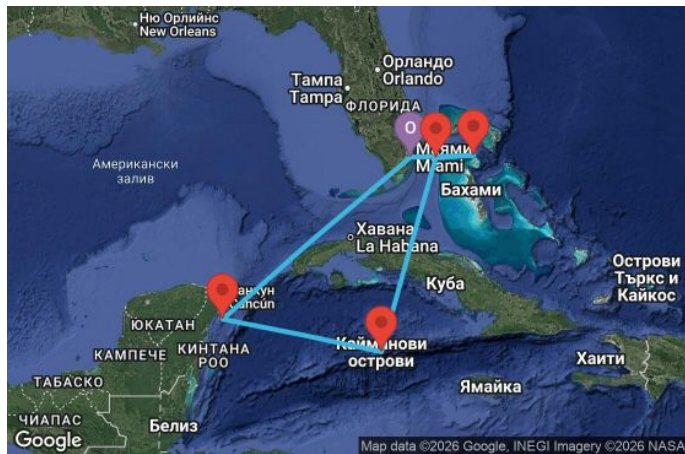 Ню Орлийнс
New Orleans
Орландо
Orlando
Тампа
Tampa
ФЛОРИДА
O
Miami
Американски
залив
Бахами
Хавана
La Habana
Куба
Острови
Търкс и
Кайкос
ЮКАТАН
КАМПЕЧЕ
КИНТАНА
РОО
острови
Хаити
ТАБАСКО
Ямайка
ЧИАПАС
Белиз
Google
Map data ©2026 Google, INEGI Imagery ©2026 NASA